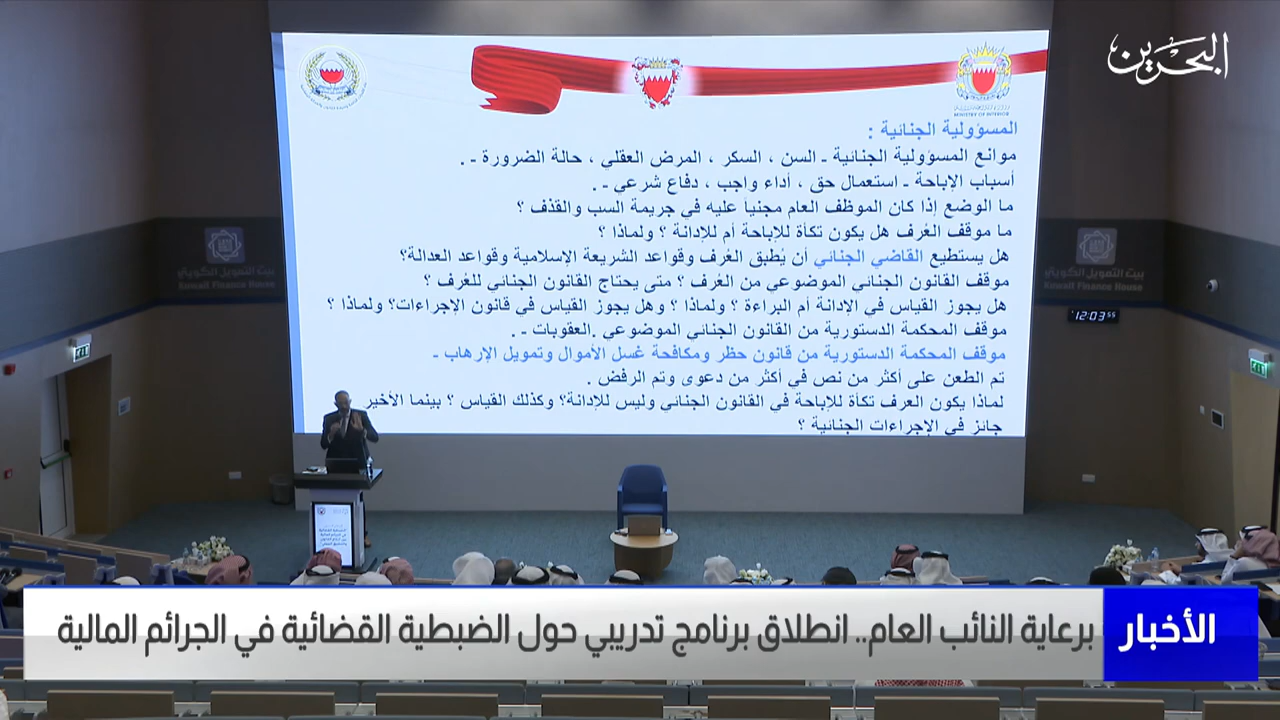 البحرين
MINISTRY OF INTERIOR
المسؤولية الجنائية :
موانع المسؤولية الجنائية ـ السن ، السكر ، المرض العقلي ، حالة الضرورة ـ .
أسباب الإباحة ـ استعمال حق ، أداء واجب ، دفاع شرعي ـ .
ما الوضع إذا كان الموظف العام مجنياً عليه في جريمة السب والقذف ؟
ما موقف العُرف هل يكون تكأة للإباحة أم للإدانة ؟ ولماذا ؟
هل يستطيع القاضي الجنائي أن يُطبق العُرف وقواعد الشريعة الإسلامية وقواعد العدالة؟
موقف القانون الجنائي الموضوعي من العُرف ؟ متى يحتاج القانون الجنائي للعُرف ؟
هل يجوز القياس في الإدانة أم البراءة ؟ ولماذا ؟ وهل يجوز القياس في قانون الإجراءات؟ ولماذا ؟
موقف المحكمة الدستورية من القانون الجنائي الموضوعي .العقوبات ـ .
موقف المحكمة الدستورية من قانون حظر ومكافحة غسل الأموال وتمويل الإرهاب ـ
تم الطعن على أكثر من نص في أكثر من دعوى وتم الرفض .
لماذا يكون العرف تكأة للإباحة في القانون الجنائي وليس للإدانة؟ وكذلك القياس ؟ بينما الأخير
جائز في الإجراءات الجنائية ؟
بيت التمويل الكويتي
Kuwait Finance House
بيت التمويل الكويتي
Kuwait Finance House
12:03 55
الأخبار
برعاية النائب العام.. انطلاق برنامج تدريبي حول الضبطية القضائية في الجرائم المالية